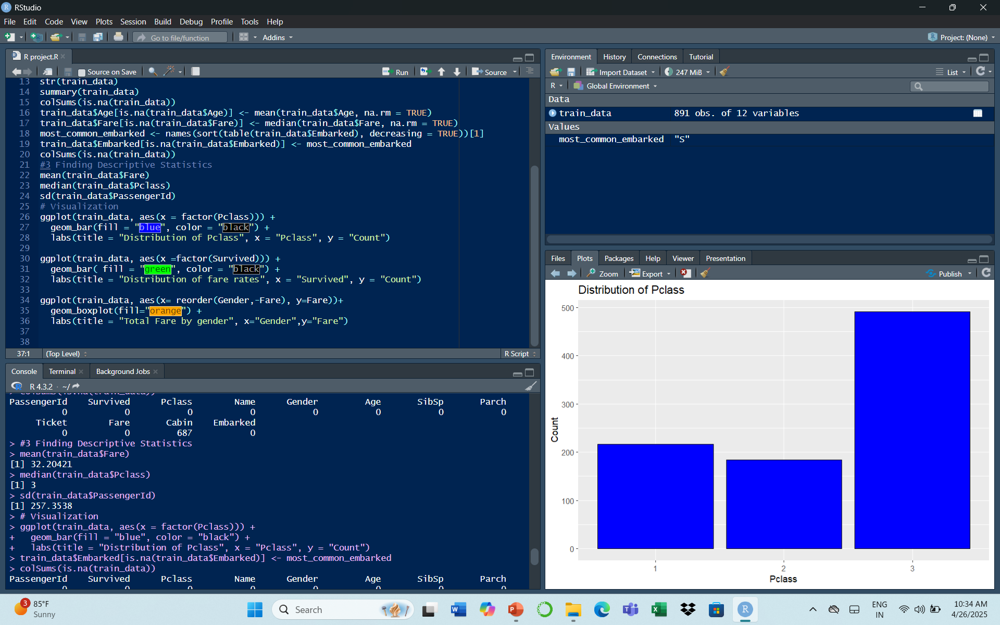 RStudio
File Edit Code View Plots Session Build Debug Profile Tools Help
Go to file/function Addins Project: (None)
R project.R
Source on Save Run Source
13 str(train_data)
14 summary(train_data)
15 colSums(is.na(train_data))
16 train_data$Age[is.na(train_data$Age)] <- mean(train_data$Age, na.rm = TRUE)
17 train_data$Fare[is.na(train_data$Fare)] <- median(train_data$Fare, na.rm = TRUE)
18 most_common_embarked <- names(sort(table(train_data$Embarked), decreasing = TRUE))[1]
19 train_data$Embarked[is.na(train_data$Embarked)] <- most_common_embarked
20 colSums(is.na(train_data))
21 #3 Finding Descriptive Statistics
22 mean(train_data$Fare)
23 median(train_data$Pclass)
24 sd(train_data$PassengerId)
25 # Visualization
26 ggplot(train_data, aes(x = factor(Pclass))) +
27 geom_bar(fill = "blue", color = "black") +
28 labs(title = "Distribution of Pclass", x = "Pclass", y = "Count")
29
30 ggplot(train_data, aes(x =factor(Survived))) +
31 geom_bar( fill = "green", color = "black") +
32 labs(title = "Distribution of fare rates", x = "Survived", y = "Count")
33
34 ggplot(train_data, aes(x= reorder(Gender,-Fare), y=Fare))+
35 geom_boxplot(fill="orange") +
36 labs(title = "Total Fare by gender", x="Gender",y="Fare")
37
38
37:1 (Top Level) R Script
Console Terminal Background Jobs
R 4.3.2 · ~/
> colSums(is.na(train_data))
PassengerId Survived Pclass Name Gender Age SibSp Parch
0 0 0 0 0 0 0 0
Ticket Fare Cabin Embarked
0 0 687 0
> #3 Finding Descriptive Statistics
> mean(train_data$Fare)
[1] 32.20421
> median(train_data$Pclass)
[1] 3
> sd(train_data$PassengerId)
[1] 257.3538
> # Visualization
> ggplot(train_data, aes(x = factor(Pclass))) +
+ geom_bar(fill = "blue", color = "black") +
+ labs(title = "Distribution of Pclass", x = "Pclass", y = "Count")
> train_data$Embarked[is.na(train_data$Embarked)] <- most_common_embarked
> colSums(is.na(train_data))
PassengerId Survived Pclass Name Gender Age SibSp Parch
0 0 0 0 0 0 0 0
Environment History Connections Tutorial
Import Dataset 247 MiB List
R Global Environment
Data
train_data 891 obs. of 12 variables
Values
most_common_embarked "S"
Files Plots Packages Help Viewer Presentation
Zoom Export Publish
Distribution of Pclass
500
400
300
200
100
0
Count
1 2 3
Pclass
3 85°F
Sunny
Search
ENG
IN
10:34 AM
4/26/2025